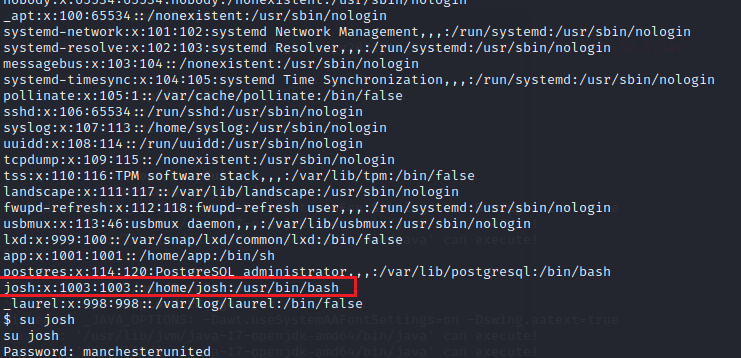 nobody:x:65534:65534:nobody:/nonexistent:/usr/sbin/nologin
_apt:x:100:65534::/nonexistent:/usr/sbin/nologin
systemd-network:x:101:102:systemd Network Management,,,:/run/systemd:/usr/sbin/nologin
systemd-resolve:x:102:103:systemd Resolver,,,:/run/systemd:/usr/sbin/nologin
messagebus:x:103:104::/nonexistent:/usr/sbin/nologin
systemd-timesync:x:104:105:systemd Time Synchronization,,,:/run/systemd:/usr/sbin/nologin
pollinate:x:105:1::/var/cache/pollinate:/bin/false
sshd:x:106:65534::/run/sshd:/usr/sbin/nologin
syslog:x:107:113::/home/syslog:/usr/sbin/nologin
uuidd:x:108:114::/run/uuidd:/usr/sbin/nologin
tcpdump:x:109:115::/nonexistent:/usr/sbin/nologin
tss:x:110:116:TPM software stack,,,:/var/lib/tpm:/bin/false
landscape:x:111:117::/var/lib/landscape:/usr/sbin/nologin
fwupd-refresh:x:112:118:fwupd-refresh user,,,:/run/systemd:/usr/sbin/nologin
usbmux:x:113:46:usbmux daemon,,,:/var/lib/usbmux:/usr/sbin/nologin
lxd:x:999:100::/var/snap/lxd/common/lxd:/bin/false
app:x:1001:1001::/home/app:/bin/sh
postgres:x:114:120:PostgreSQL administrator,,,:/var/lib/postgresql:/bin/bash
josh:x:1003:1003::/home/josh:/usr/bin/bash
_laurel:x:998:998::/var/log/laurel:/bin/false
$ su josh
su josh
Password: manchesterunited